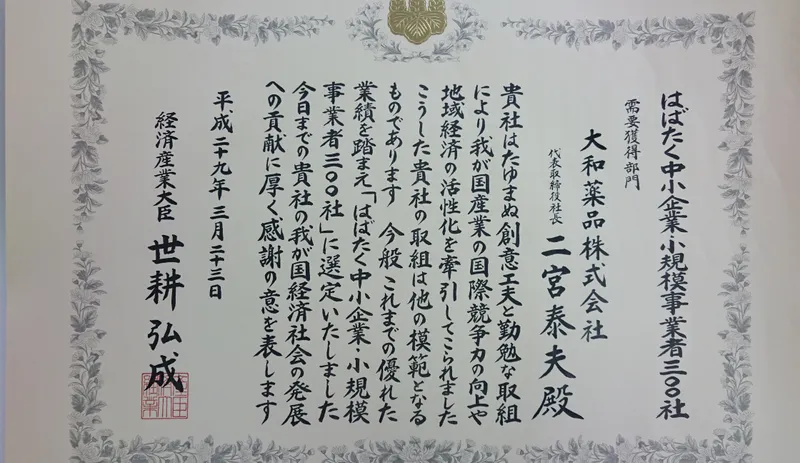 はばたく中小企業・小規模事業者三〇〇社
需要獲得部門
大和薬品株式会社
代表取締役社長 二宮泰夫殿
貴社はたゆまぬ創意工夫と勤勉な取組
により我が国産業の国際競争力の向上や
地域経済の活性化を牽引してこられました
こうした貴社の取組は他の模範となる
ものであります 今般 これまでの優れた
業績を踏まえ「はばたく中小企業・小規模
事業者三〇〇社」に選定いたしました
今日までの貴社の我が国経済社会の発展
への貢献に厚く感謝の意を表します
平成二十九年三月二十三日
経済産業大臣 世耕弘成